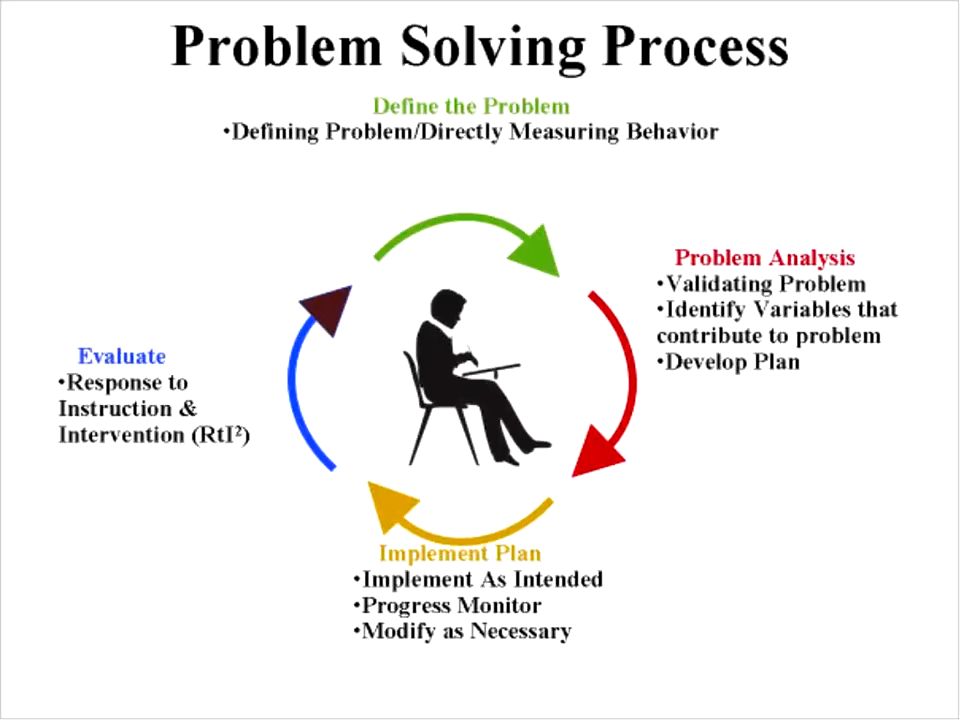 Problem Solving Process
Define the Problem
•Defining Problem/Directly Measuring Behavior
Problem Analysis
•Validating Problem
•Identify Variables that
contribute to problem
•Develop Plan
Implement Plan
•Implement As Intended
•Progress Monitor
•Modify as Necessary
Evaluate
•Response to
Instruction &
Intervention (RtI²)